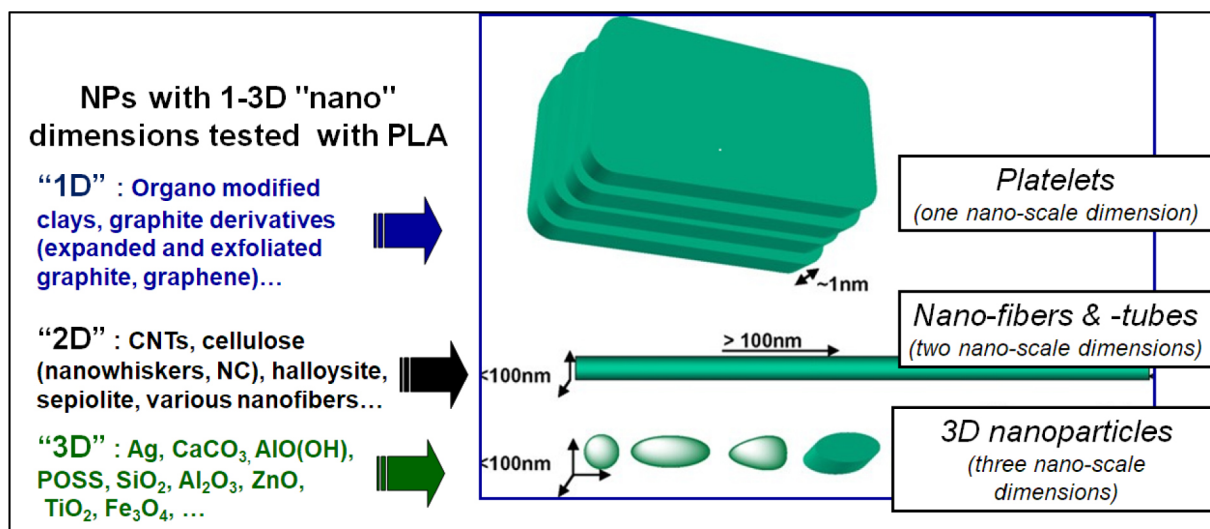 NPs with 1-3D "nano"
dimensions tested with PLA
“1D” : Organo modified
clays, graphite derivatives
(expanded and exfoliated
graphite, graphene)…
“2D” : CNTs, cellulose
(nanowhiskers, NC), halloysite,
sepiolite, various nanofibers…
“3D” : Ag, CaCO₃, AlO(OH),
POSS, SiO₂, Al₂O₃, ZnO,
TiO₂, Fe₃O₄, …
~1nm
Platelets
(one nano-scale dimension)
> 100nm
<100nm
Nano-fibers & -tubes
(two nano-scale dimensions)
<100nm
3D nanoparticles
(three nano-scale
dimensions)